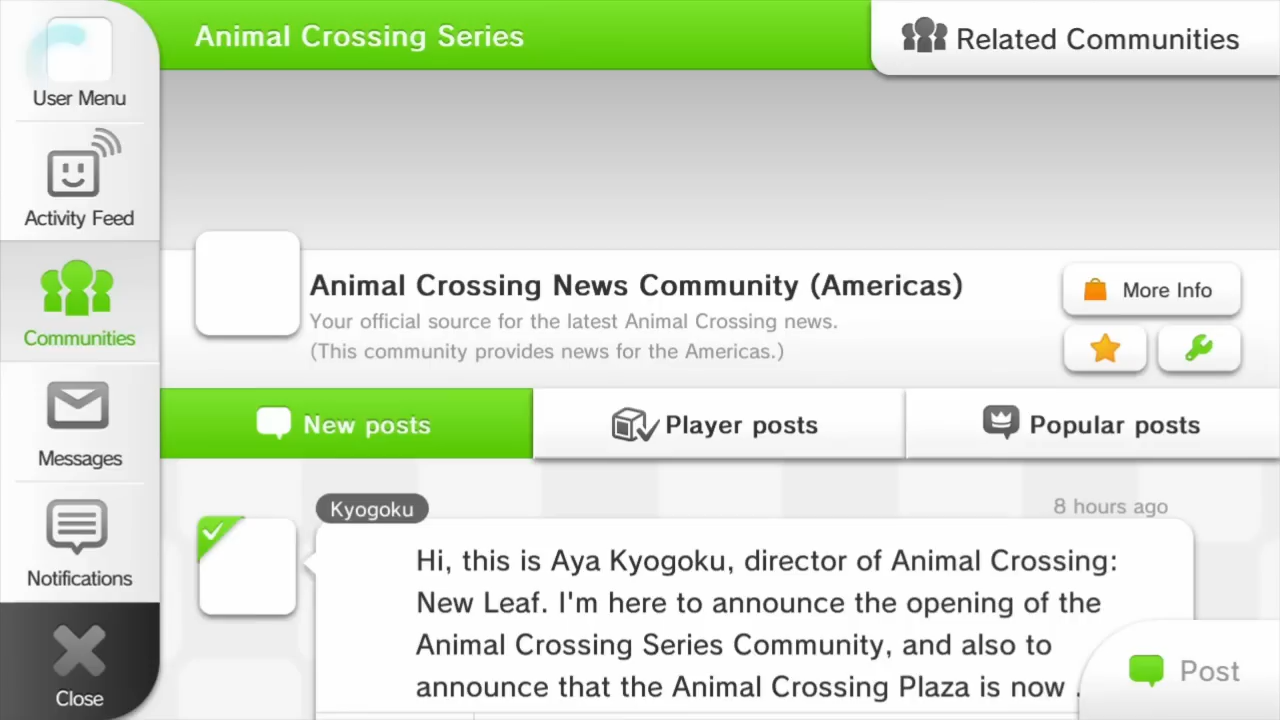 Animal Crossing Series
Related Communities
User Menu
Activity Feed
Communities
Messages
Notifications
Close
Animal Crossing News Community (Americas)
Your official source for the latest Animal Crossing news.
(This community provides news for the Americas.)
More Info
New posts
Player posts
Popular posts
Kyogoku
8 hours ago
Hi, this is Aya Kyogoku, director of Animal Crossing:
New Leaf. I'm here to announce the opening of the
Animal Crossing Series Community, and also to
announce that the Animal Crossing Plaza is now .
Post